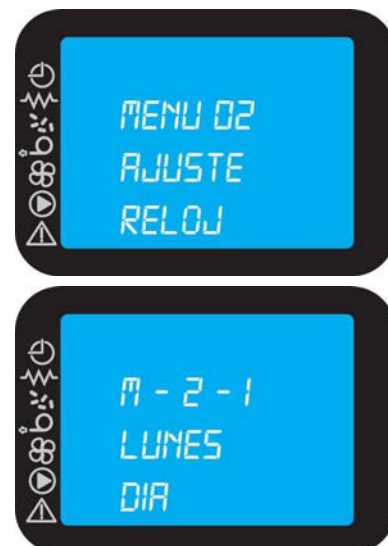 MENU 02
AJUSTE
RELOJ
M - 2 - 1
LUNES
DIA